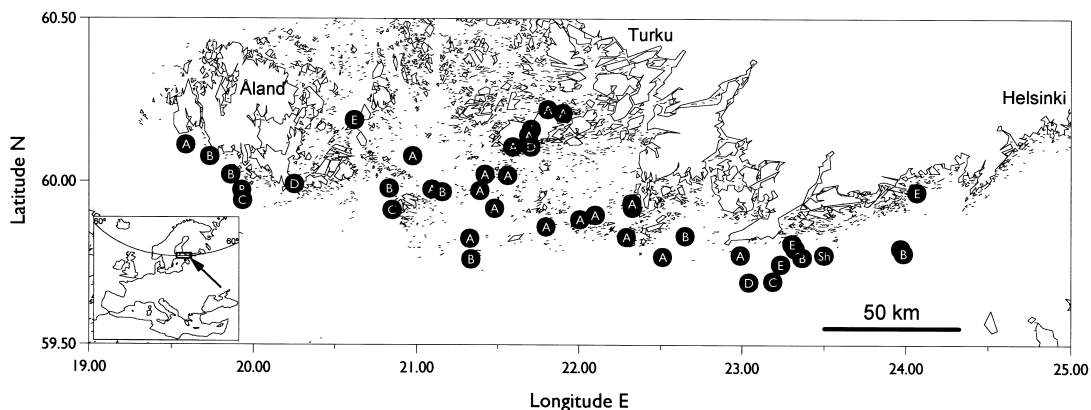 60.50
Turku
Åland
Helsinki
A A
E
A
A
A B
A
B
A
B
A A
B
D
B A B A
C
C
A
A
E
A
A A A
A B
A
E
B
B
A
A
B Sh
B
E
D C
60° 60°
Latitude N
60.00
59.50
50 km
19.00 20.00 21.00 22.00 23.00 24.00 25.00
Longitude E